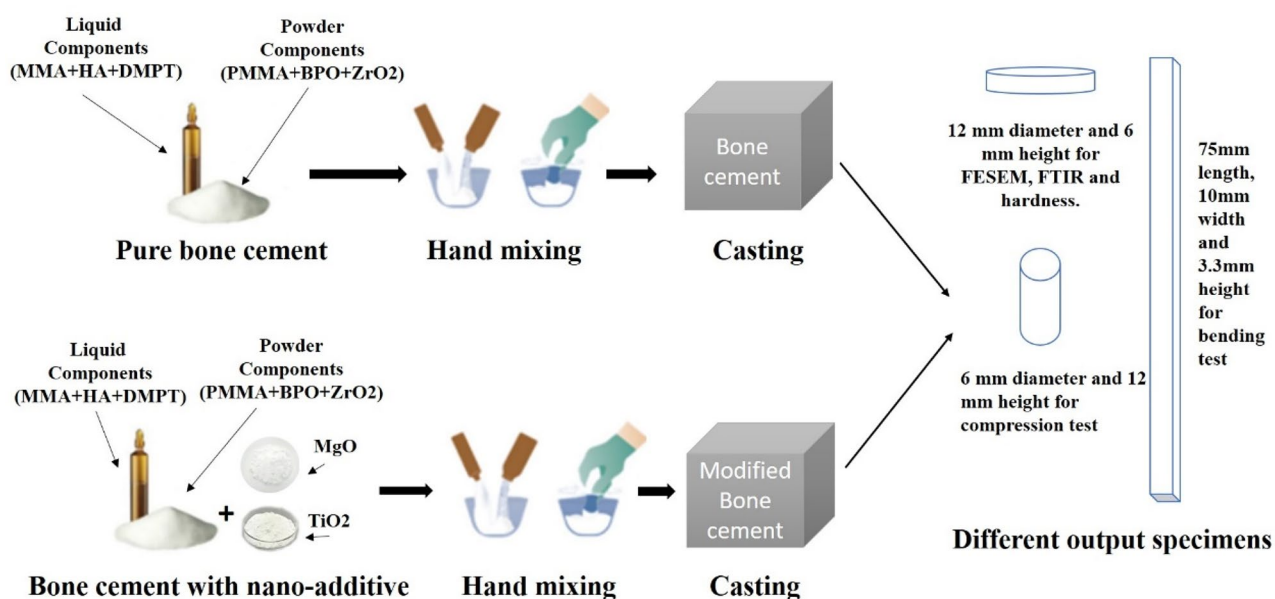 Liquid
Components
(MMA+HA+DMPT)
Powder
Components
(PMMA+BPO+ZrO2)
Pure bone cement
Hand mixing
Bone
cement
Casting
Liquid
Components
(MMA+HA+DMPT)
Powder
Components
(PMMA+BPO+ZrO2)
MgO
+
TiO2
Bone cement with nano-additive
Hand mixing
Modified
Bone
cement
Casting
12 mm diameter and 6
mm height for
FESEM, FTIR and
hardness.
6 mm diameter and 12
mm height for
compression test
75mm
length,
10mm
width
and
3.3mm
height
for
bending
test
Different output specimens